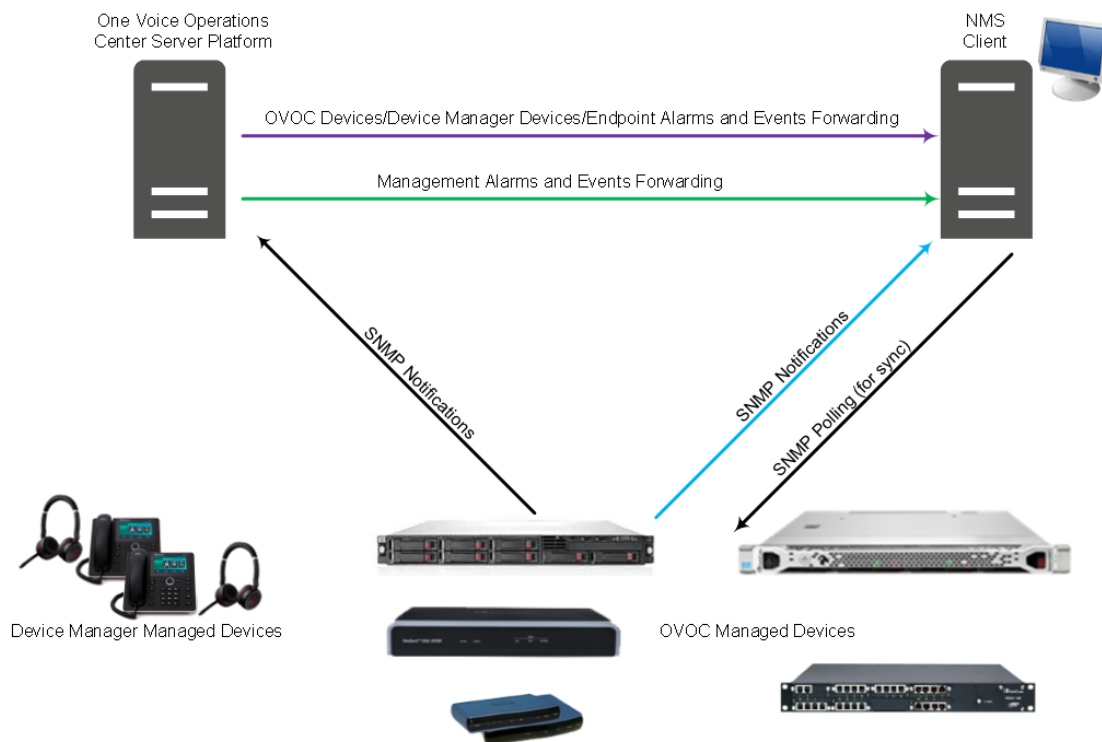 One Voice Operations
Center Server Platform
NMS
Client
OVOC Devices/Device Manager Devices/Endpoint Alarms and Events Forwarding
Management Alarms and Events Forwarding
SNMP Notifications
SNMP Notifications
SNMP Polling (for sync)
Device Manager Managed Devices
OVOC Managed Devices